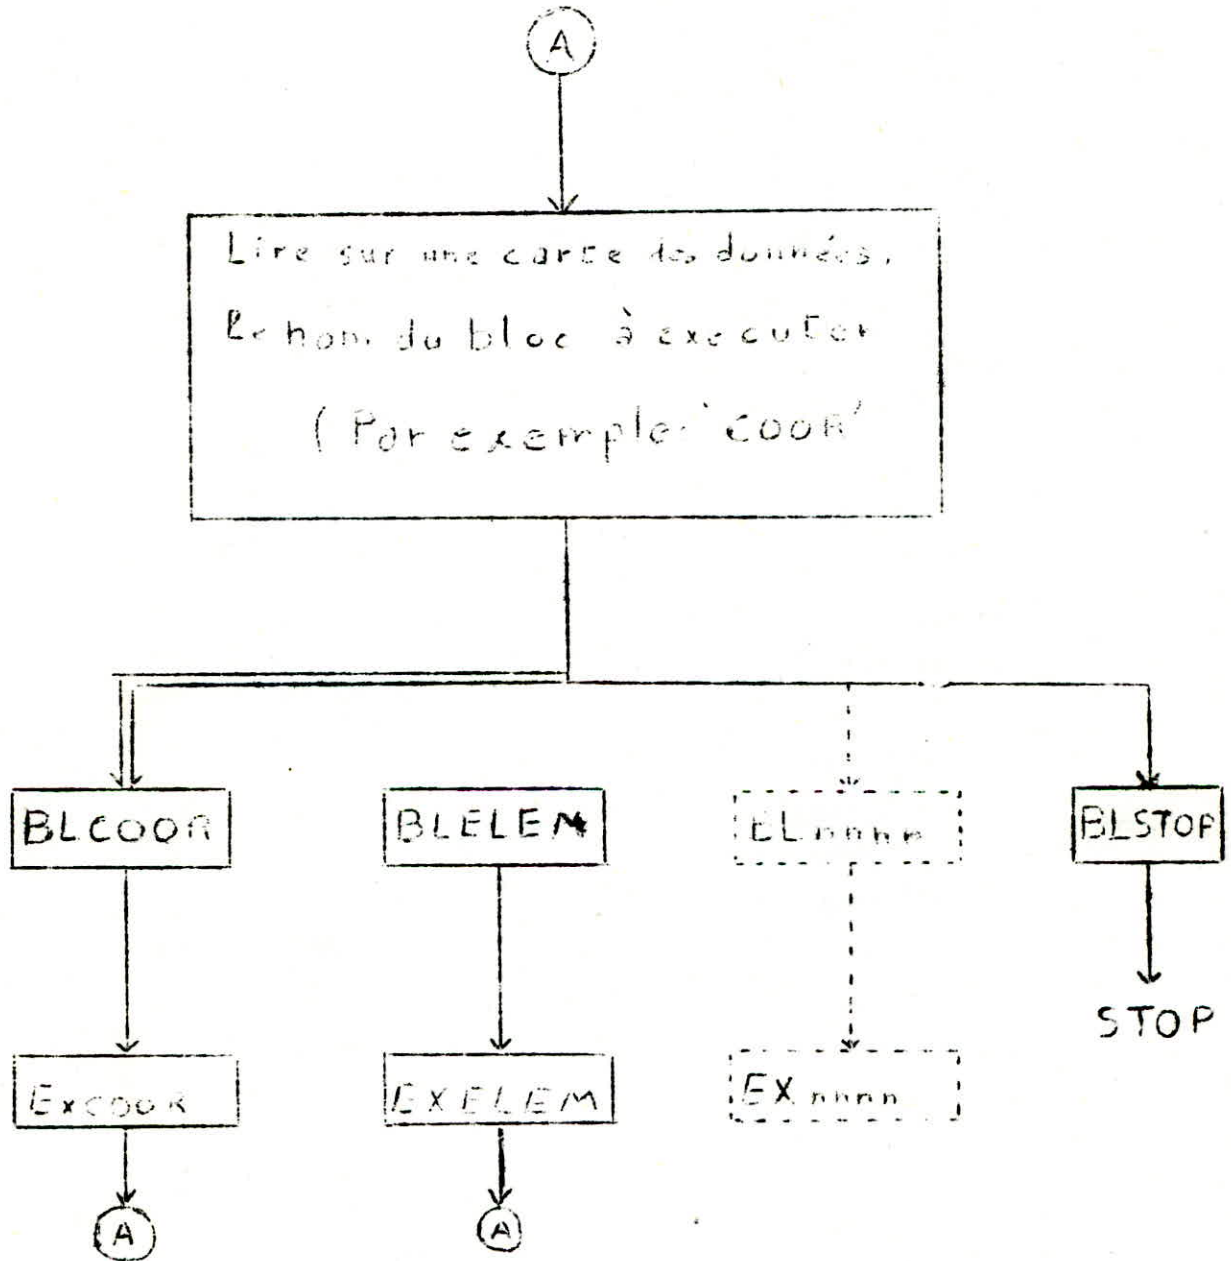 A
Lire sur une carte des données,
Le nom du bloc à executer
(Par exemple 'COOR'
BLCOOR
BLELEM
BLnnnn
BLSTOP
STOP
EXCOOR
EXELEM
EXnnnn
A
A